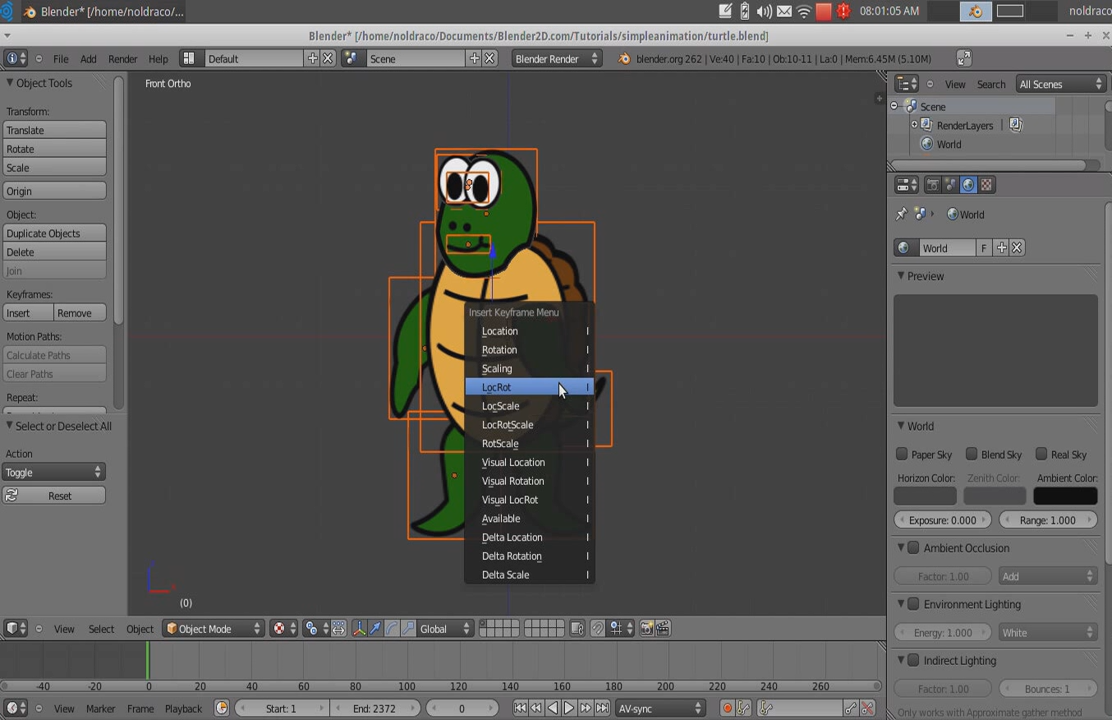 Blender* [/home/noldraco/... 08:01:05 AM noldraco
Blender* [/home/noldraco/Documents/Blender2D.com/Tutorials/simpleanimation/turtle.blend]
File Add Render Help Default Scene Blender Render blender.org 262 | Ve:40 | Fa:10 | Ob:10-11 | La:0 | Mem:6.45M (5.10M)
Object Tools
Transform:
Translate
Rotate
Scale
Origin
Object:
Duplicate Objects
Delete
Join
Keyframes:
Insert Remove
Motion Paths:
Calculate Paths
Clear Paths
Repeat:
Select or Deselect All
Action
Toggle
Reset
Front Ortho
Insert Keyframe Menu
Location I
Rotation I
Scaling I
LocRot I
LocScale I
LocRotScale I
RotScale I
Visual Location I
Visual Rotation I
Visual LocRot I
Available I
Delta Location I
Delta Rotation I
Delta Scale I
(0)
View Select Object Object Mode Global
-40 -20 0 20 40 60 80 100 120 140 160 180 200 220 240 260
View Marker Frame Playback Start: 1 End: 2372 0 AV-sync
View Search All Scenes
Scene
RenderLayers
World
World
World F
Preview
World
Paper Sky Blend Sky Real Sky
Horizon Color: Zenith Color: Ambient Color:
Exposure: 0.000 Range: 1.000
Ambient Occlusion
Factor: 1.00 Add
Environment Lighting
Energy: 1.000 White
Indirect Lighting
Factor: 1.00 Bounces: 1
Only works with Approximate gather method